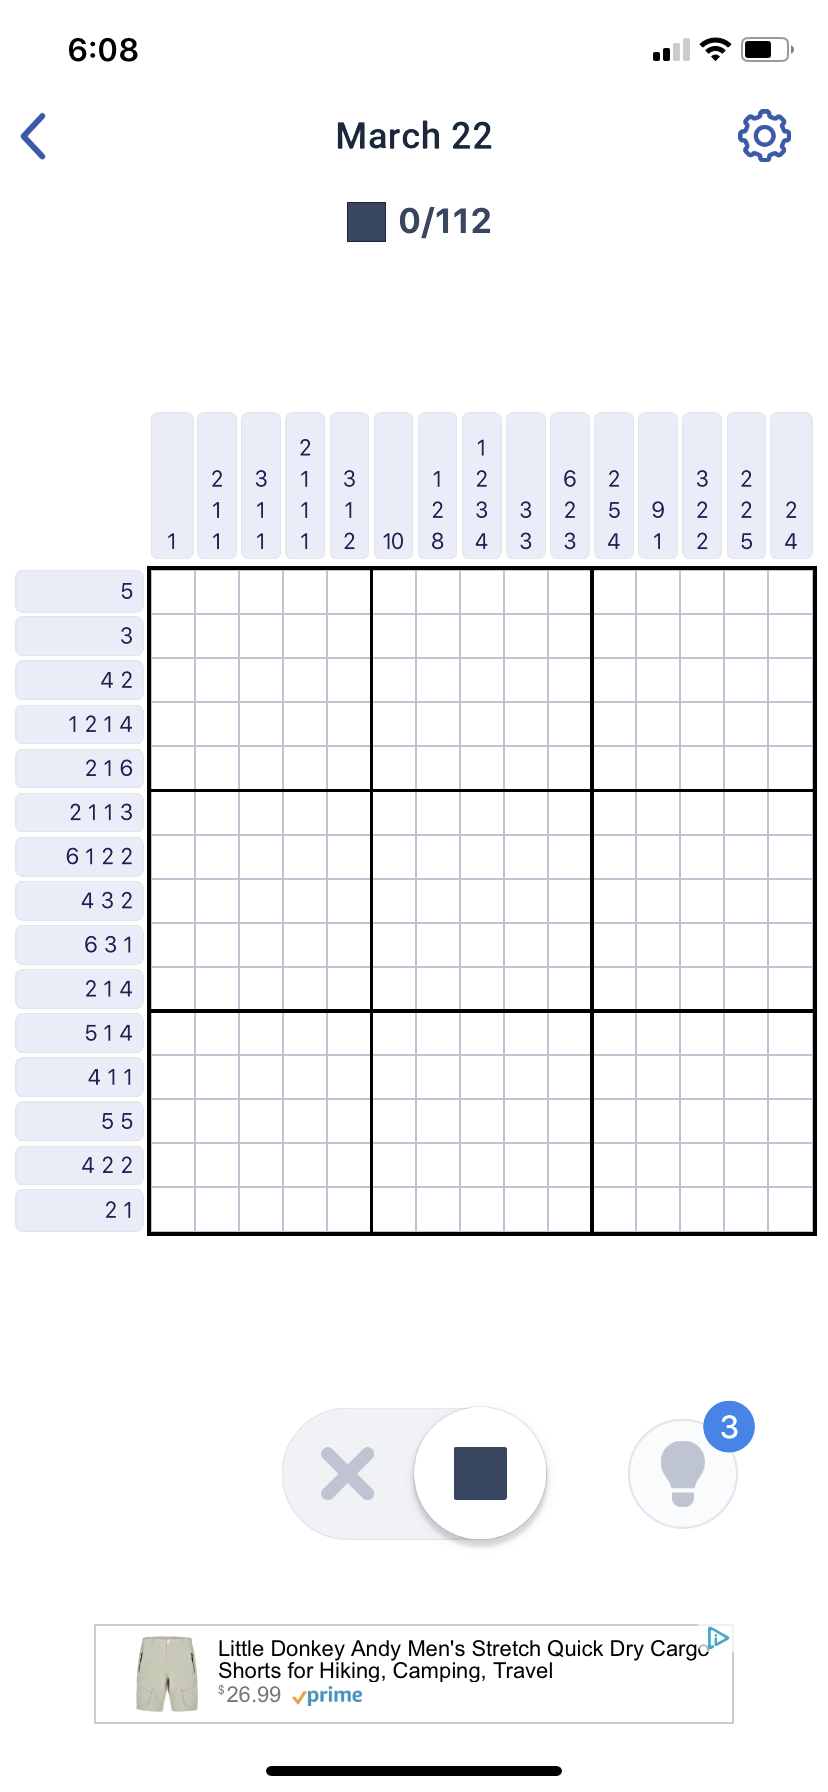 6:08
March 22
0/112
2 1
2 3 1 3 1 2 6 2 3 2
1 1 1 1 1 2 3 3 2 5 9 2 2 2
1 1 1 1 2 10 8 4 3 3 4 1 2 5 4
5
3
4 2
1 2 1 4
2 1 6
2 1 1 3
6 1 2 2
4 3 2
6 3 1
2 1 4
5 1 4
4 1 1
5 5
4 2 2
2 1
3
Little Donkey Andy Men's Stretch Quick Dry Cargo
Shorts for Hiking, Camping, Travel
$26.99 prime